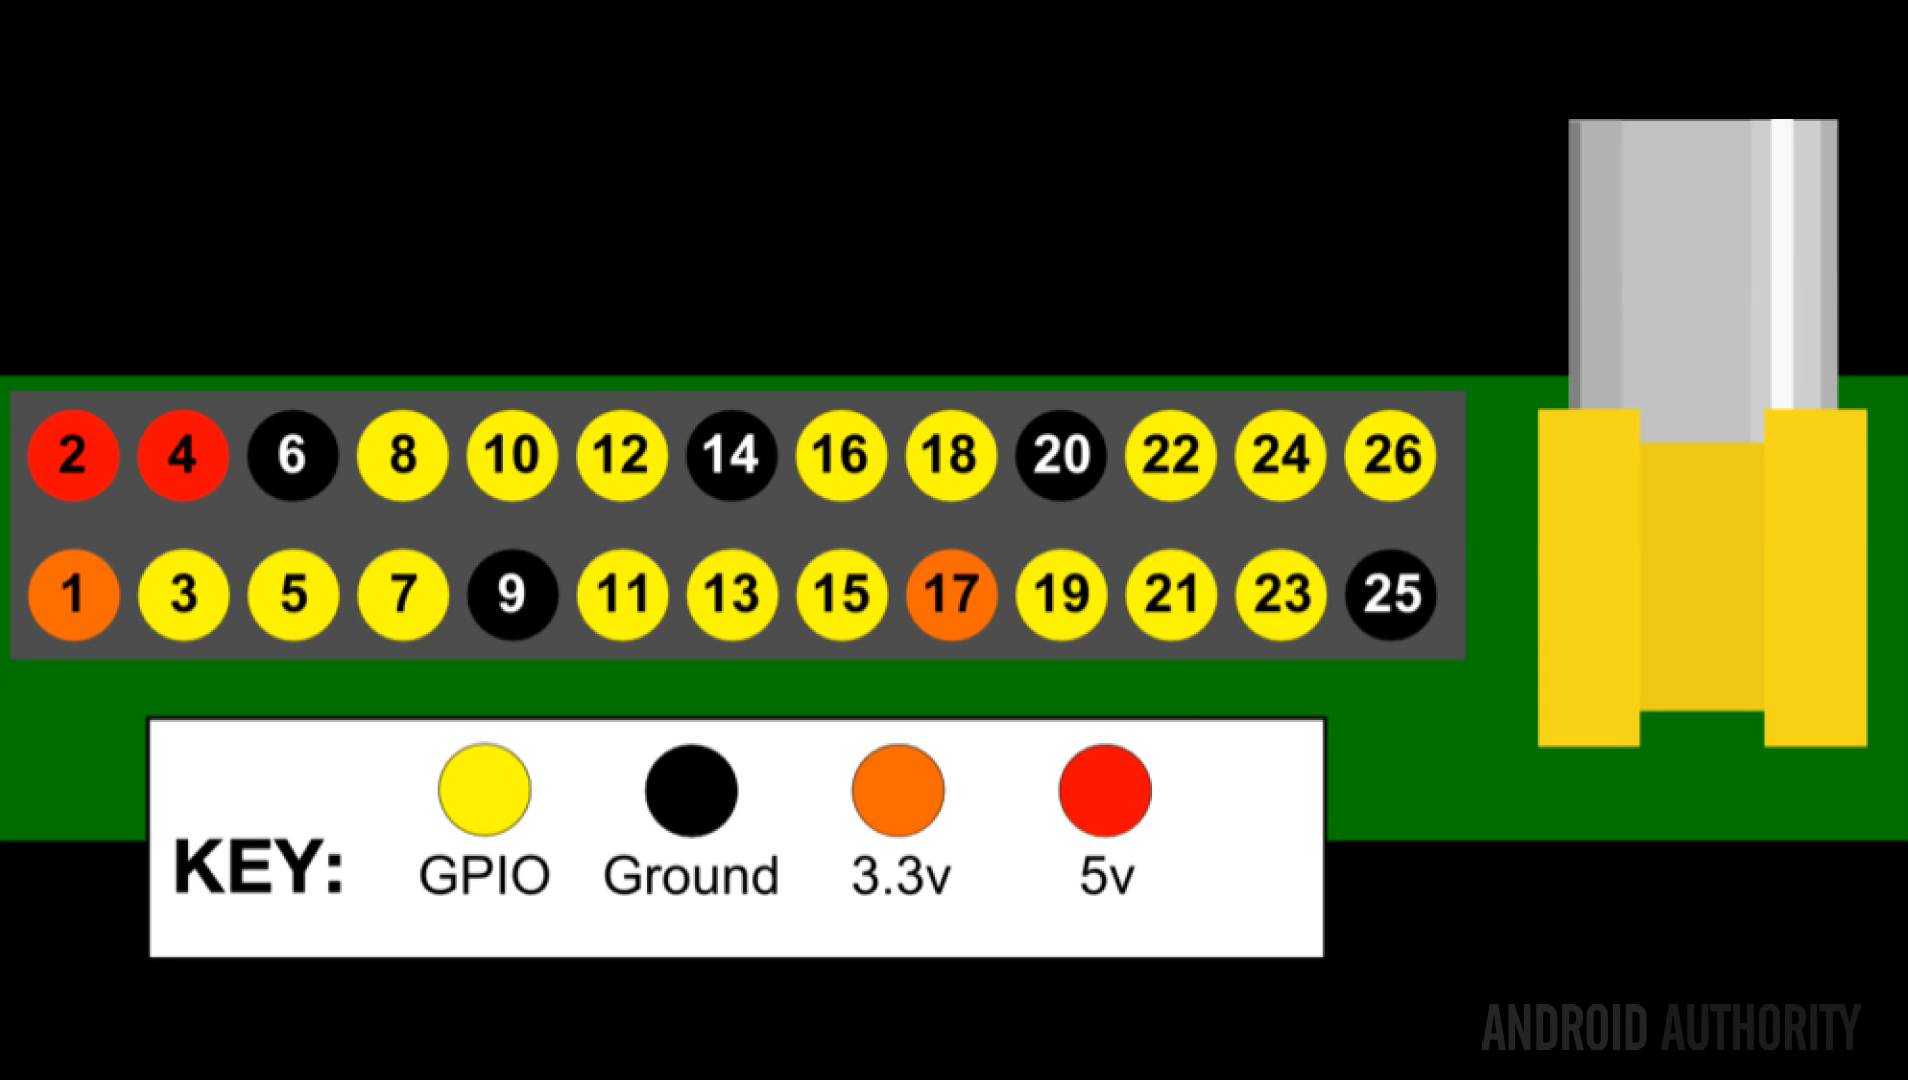 2 4 6 8 10 12 14 16 18 20 22 24 26
1 3 5 7 9 11 13 15 17 19 21 23 25
KEY: GPIO Ground 3.3v 5v
ANDROID AUTHORITY